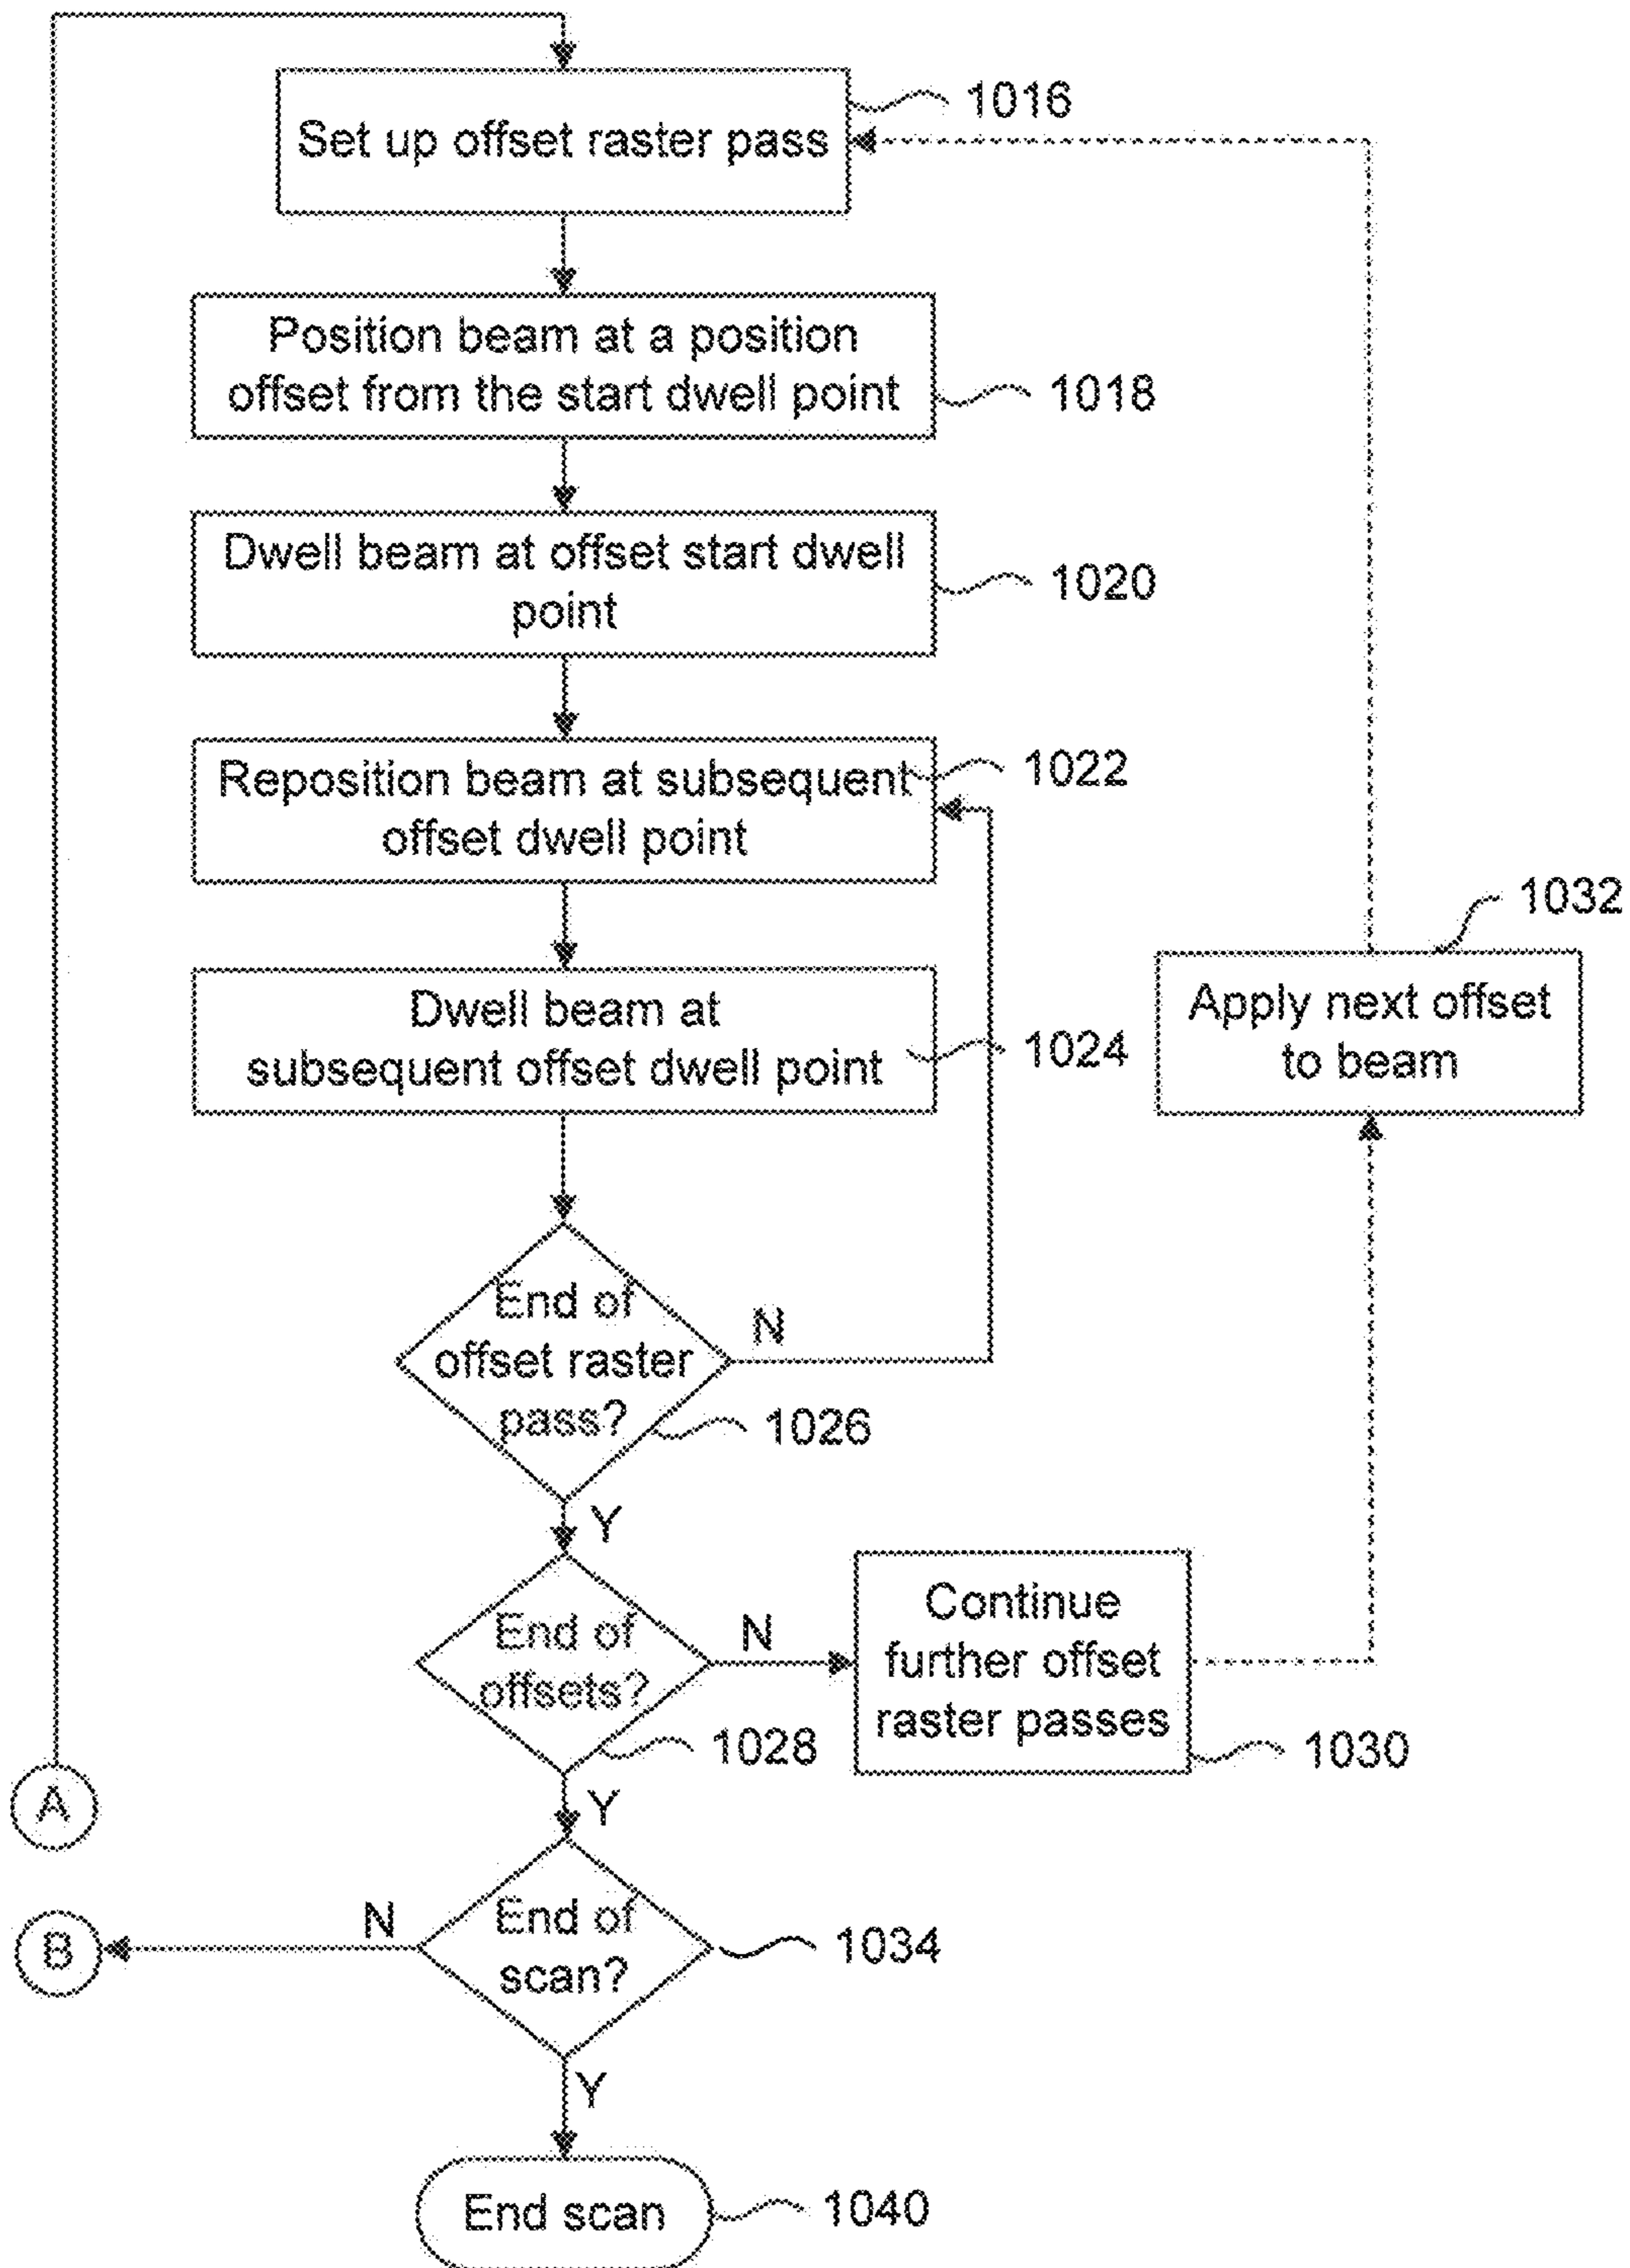 1016
Set up offset raster pass
Position beam at a position
offset from the start dwell point
1018
Dwell beam at offset start dwell
point
1020
Reposition beam at subsequent
offset dwell point
1022
1032
Apply next offset
to beam
Dwell beam at
subsequent offset dwell point
1024
End of
offset raster
pass?
N
1026
Y
End of
offsets?
N
1028
Continue
further offset
raster passes
1030
Y
A
End of
scan?
N
B
1034
Y
End scan
1040